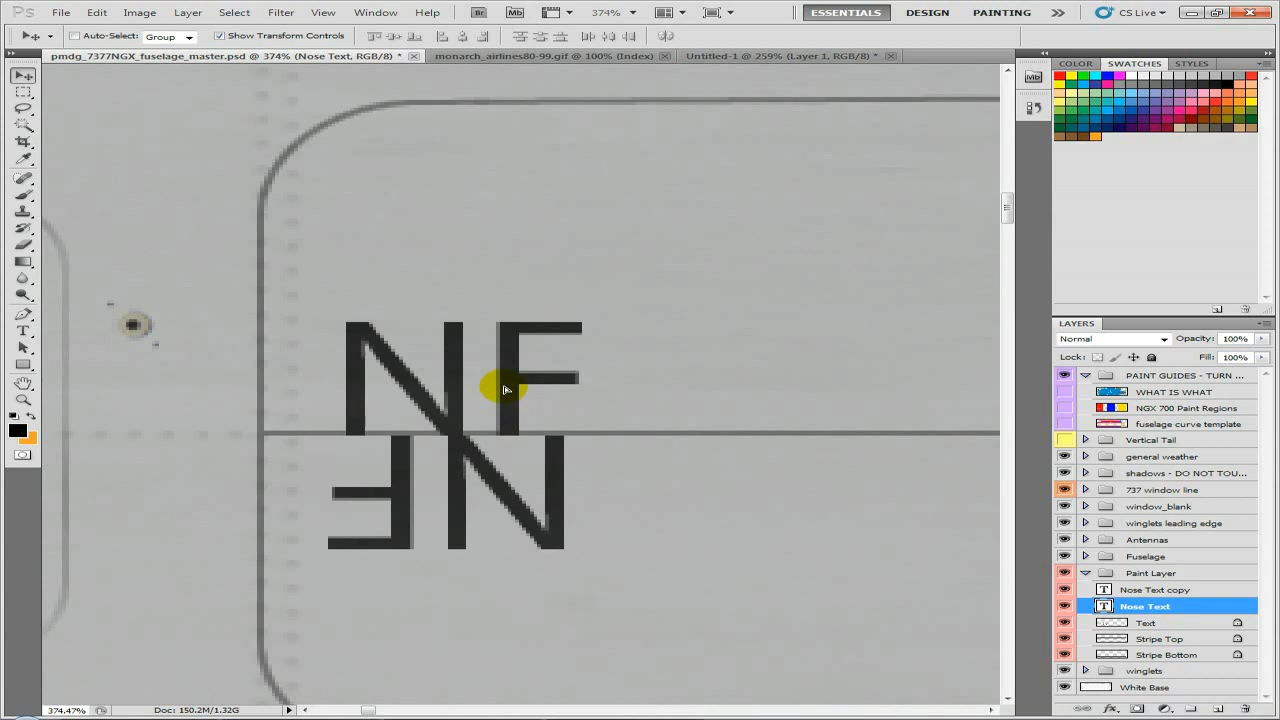 Ps File Edit Image Layer Select Filter View Window Help Br Mb 374% ESSENTIALS DESIGN PAINTING CS Live
Auto-Select: Group Show Transform Controls
pmdg_7377NGX_fuselage_master.psd @ 374% (Nose Text, RGB/8) * monarch_airlines80-99.gif @ 100% (Index) Untitled-1 @ 259% (Layer 1, RGB/8) *
COLOR SWATCHES STYLES
Mb
NF
NF
LAYERS
Normal Opacity: 100%
Lock: Fill: 100%
PAINT GUIDES - TURN ...
WHAT IS WHAT
NGX 700 Paint Regions
fuselage curve template
Vertical Tail
general weather
shadows - DO NOT TOU...
737 window line
window_blank
winglets leading edge
Antennas
Fuselage
Paint Layer
T Nose Text copy
T Nose Text
Text
Stripe Top
Stripe Bottom
winglets
White Base
374.47% Doc: 150.2M/1.32G